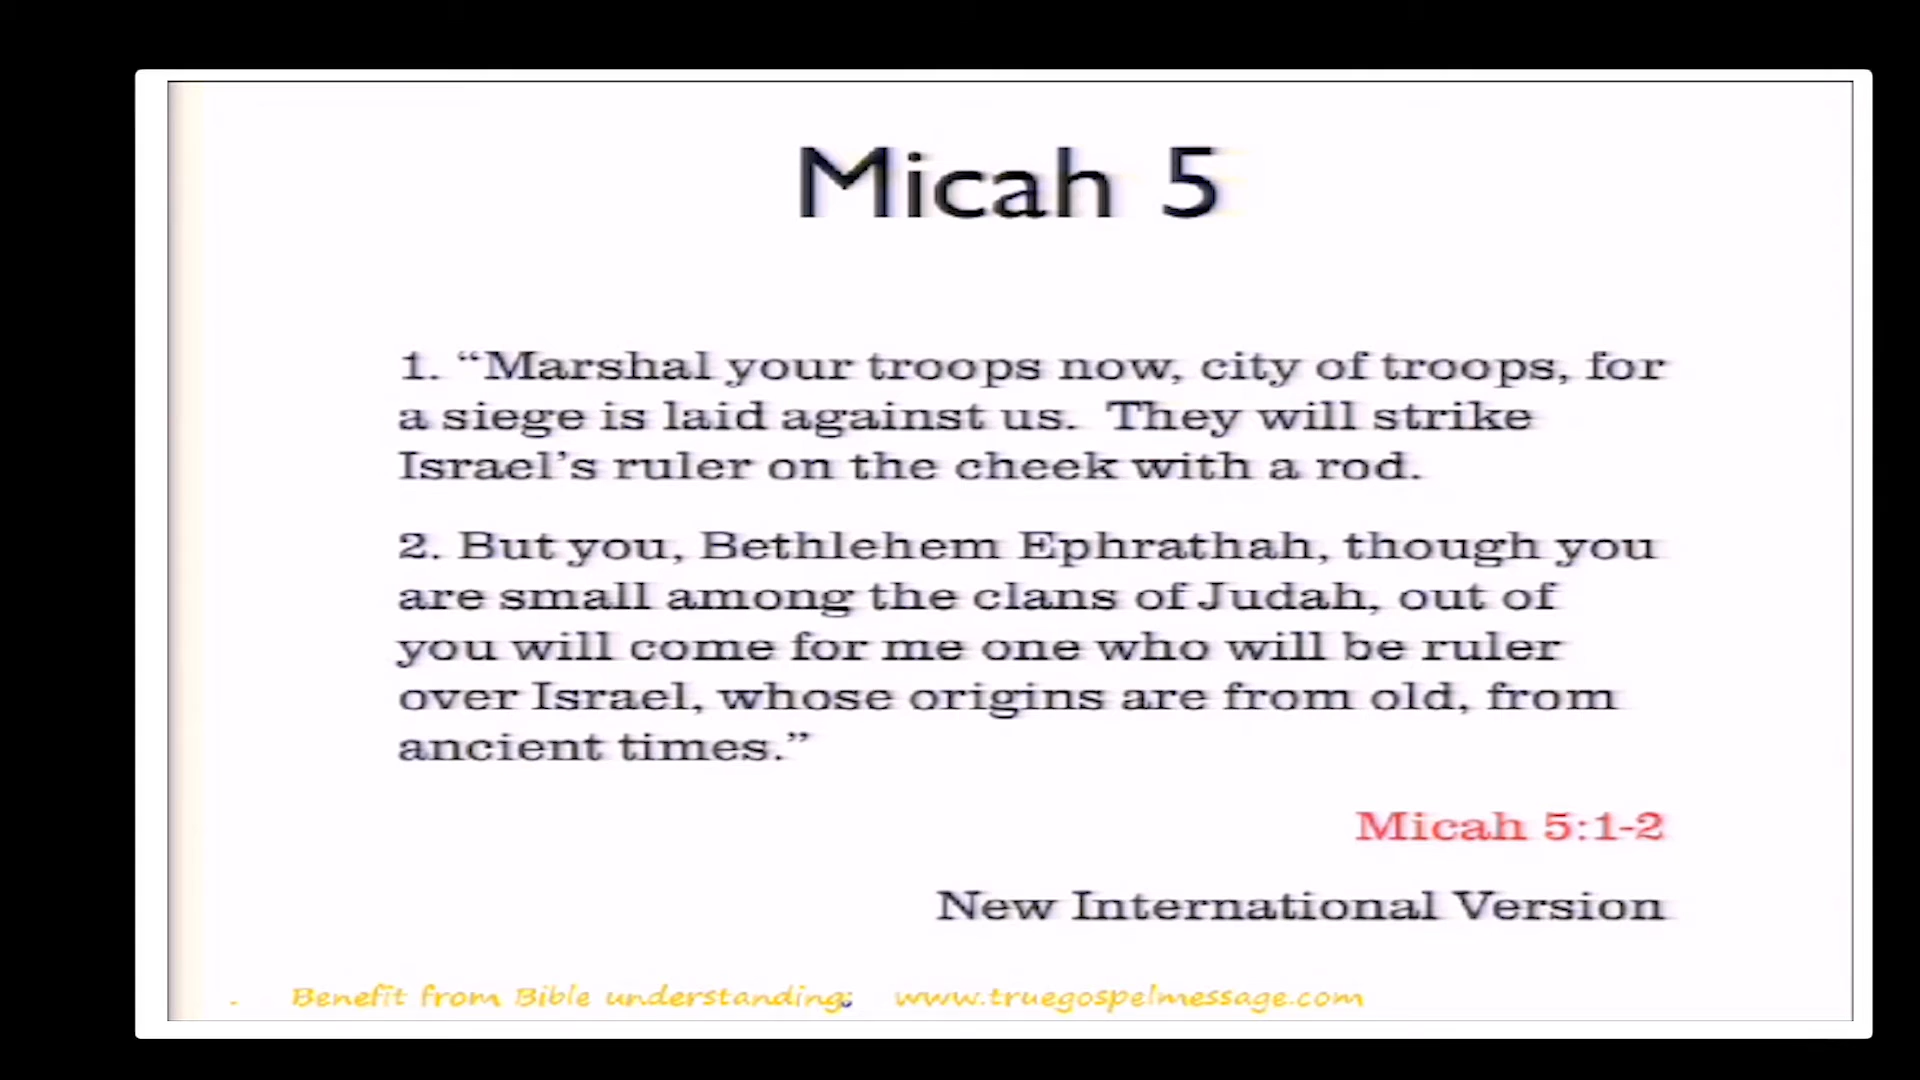 Micah 5
1. “Marshal your troops now, city of troops, for
a siege is laid against us. They will strike
Israel’s ruler on the cheek with a rod.
2. But you, Bethlehem Ephrathah, though you
are small among the clans of Judah, out of
you will come for me one who will be ruler
over Israel, whose origins are from old, from
ancient times.”
Micah 5:1-2
New International Version
. Benefit from Bible understanding; www.truegospelmessage.com